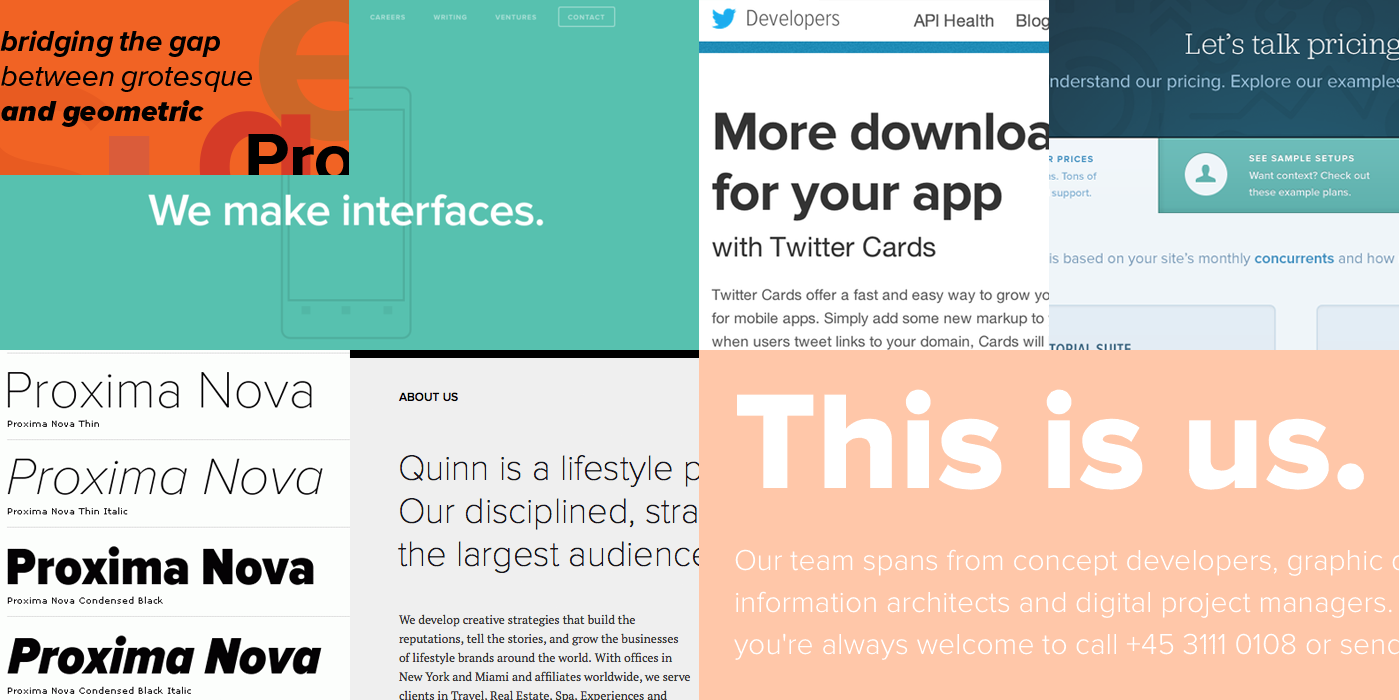 bridging the gap
between grotesque
and geometric
Pro
CAREERS WRITING VENTURES CONTACT
We make interfaces.
Developers API Health Blog
More downloa
for your app
with Twitter Cards
Twitter Cards offer a fast and easy way to grow yo
for mobile apps. Simply add some new markup to
when users tweet links to your domain, Cards will
Let's talk pricing
nderstand our pricing. Explore our examples
R PRICES
s. Tons of
support.
SEE SAMPLE SETUPS
Want context? Check out
these example plans.
is based on your site's monthly concurrents and how
TORIAL SUITE
Proxima Nova
Proxima Nova Thin
Proxima Nova
Proxima Nova Thin Italic
Proxima Nova
Proxima Nova Condensed Black
Proxima Nova
Proxima Nova Condensed Black Italic
ABOUT US
Quinn is a lifestyle p
Our disciplined, stra
the largest audience
We develop creative strategies that build the
reputations, tell the stories, and grow the businesses
of lifestyle brands around the world. With offices in
New York and Miami and affiliates worldwide, we serve
clients in Travel, Real Estate, Spa, Experiences and
This is us.
Our team spans from concept developers, graphic d
information architects and digital project managers.
you're always welcome to call +45 3111 0108 or send